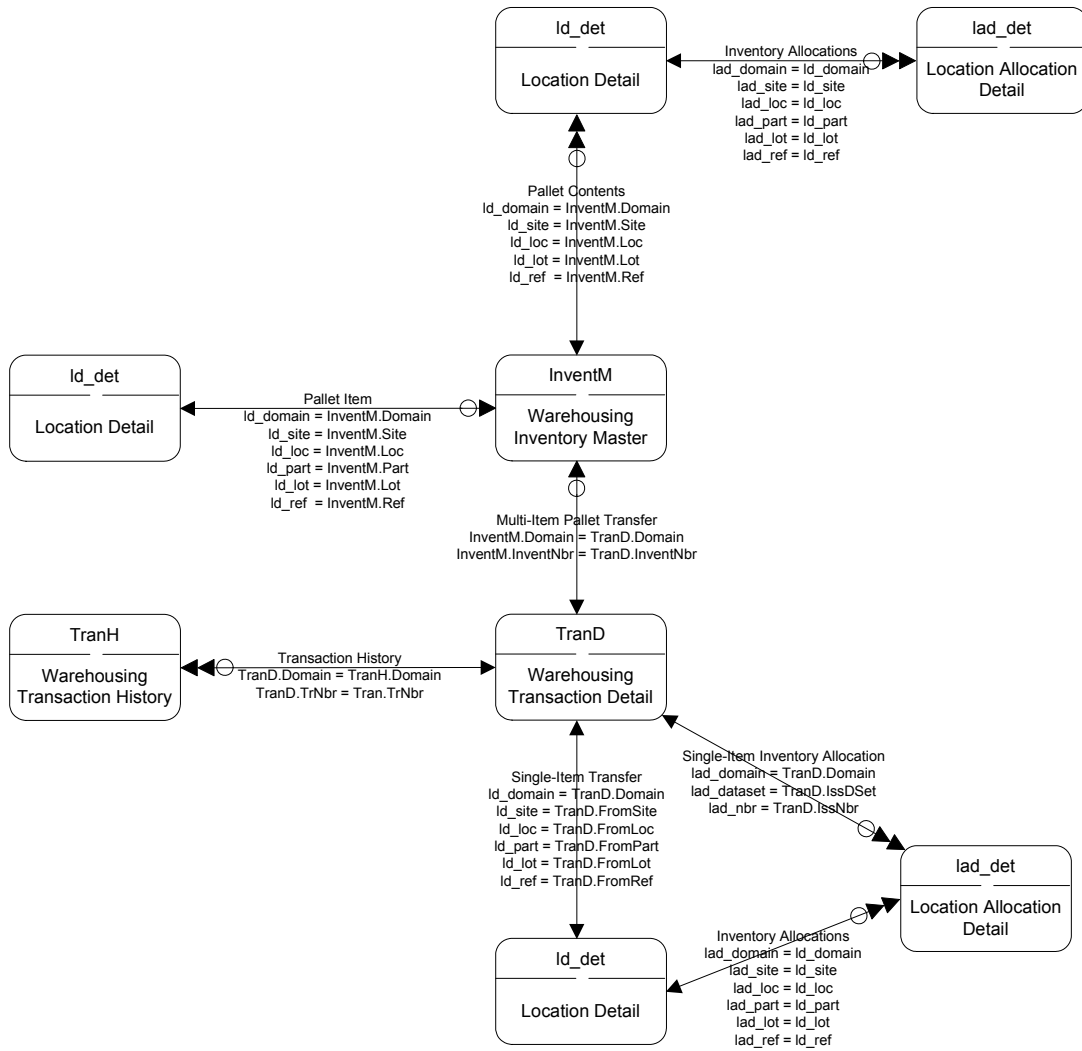 ld_det
Location Detail
Inventory Allocations
lad_domain = ld_domain
lad_site = ld_site
lad_loc = ld_loc
lad_part = ld_part
lad_lot = ld_lot
lad_ref = ld_ref
lad_det
Location Allocation
Detail
Pallet Contents
ld_domain = InventM.Domain
ld_site = InventM.Site
ld_loc = InventM.Loc
ld_lot = InventM.Lot
ld_ref  = InventM.Ref
ld_det
Location Detail
Pallet Item
ld_domain = InventM.Domain
ld_site = InventM.Site
ld_loc = InventM.Loc
ld_part = InventM.Part
ld_lot = InventM.Lot
ld_ref  = InventM.Ref
InventM
Warehousing
Inventory Master
Multi-Item Pallet Transfer
InventM.Domain = TranD.Domain
InventM.InventNbr = TranD.InventNbr
TranH
Warehousing
Transaction History
Transaction History
TranD.Domain = TranH.Domain
TranD.TrNbr = Tran.TrNbr
TranD
Warehousing
Transaction Detail
Single-Item Transfer
ld_domain = TranD.Domain
ld_site = TranD.FromSite
ld_loc = TranD.FromLoc
ld_part = TranD.FromPart
ld_lot = TranD.FromLot
ld_ref = TranD.FromRef
Single-Item Inventory Allocation
lad_domain = TranD.Domain
lad_dataset = TranD.IssDSet
lad_nbr = TranD.IssNbr
lad_det
Location Allocation
Detail
ld_det
Location Detail
Inventory Allocations
lad_domain = ld_domain
lad_site = ld_site
lad_loc = ld_loc
lad_part = ld_part
lad_lot = ld_lot
lad_ref = ld_ref